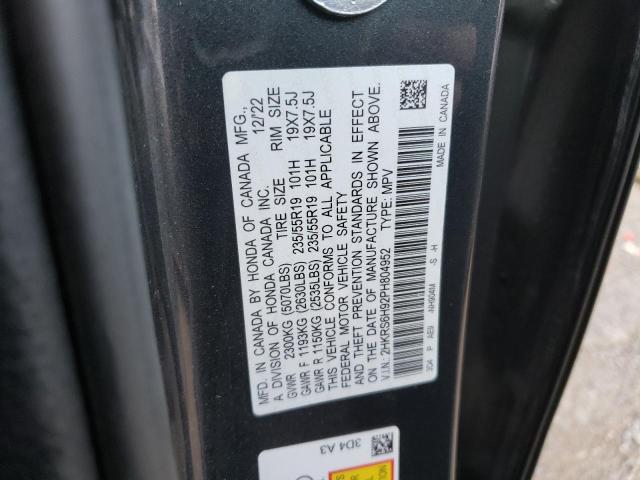 MFD. IN CANADA BY HONDA OF CANADA MFG.,
A DIVISION OF HONDA CANADA INC. 12/'22
GVWR 2300KG (5070LBS) TIRE SIZE RIM SIZE
GAWR F 1193KG (2630LBS) 235/55R19 101H 19X7.5J
GAWR R 1150KG (2535LBS) 235/55R19 101H 19X7.5J
THIS VEHICLE CONFORMS TO ALL APPLICABLE
FEDERAL MOTOR VEHICLE SAFETY
AND THEFT PREVENTION STANDARDS IN EFFECT
ON THE DATE OF MANUFACTURE SHOWN ABOVE.
V.I.N.: 2HKRS6H92PH804952 TYPE: MPV
3D4 P -NH904M -S -H
MADE IN CANADA
3D4 A3